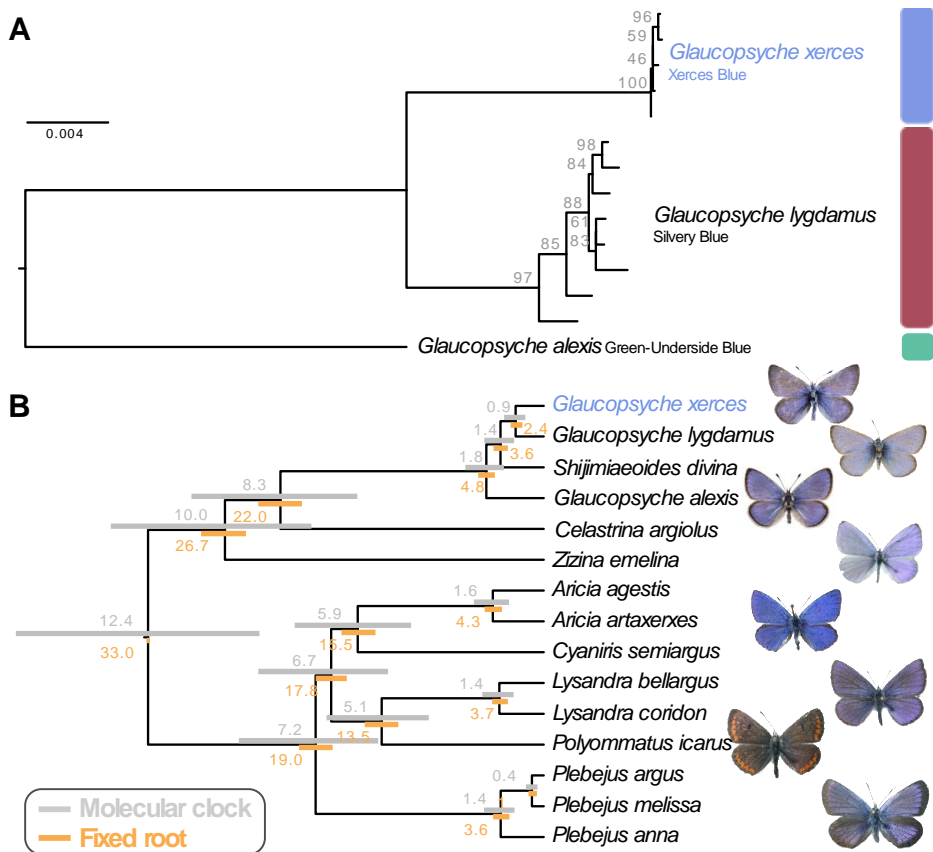 A
96
59
46
100
Glaucopsyche xerces
Xerces Blue
0.004
98
84
88
61
83
85
97
Glaucopsyche lygdamus
Silvery Blue
Glaucopsyche alexis Green-Underside Blue
B
0.9
2.4
1.4
3.6
1.8
4.8
8.3
22.0
10.0
26.7
12.4
33.0
Glaucopsyche xerces
Glaucopsyche lygdamus
Shijimiaeoides divina
Glaucopsyche alexis
Celastrina argiolus
Zizina emelina
1.6
4.3
5.9
15.5
6.7
17.8
1.4
3.7
5.1
13.5
7.2
19.0
0.4
1
1.4
3.6
Aricia agestis
Aricia artaxerxes
Cyaniris semiargus
Lysandra bellargus
Lysandra coridon
Polyommatus icarus
Plebejus argus
Plebejus melissa
Plebejus anna
Molecular clock
Fixed root